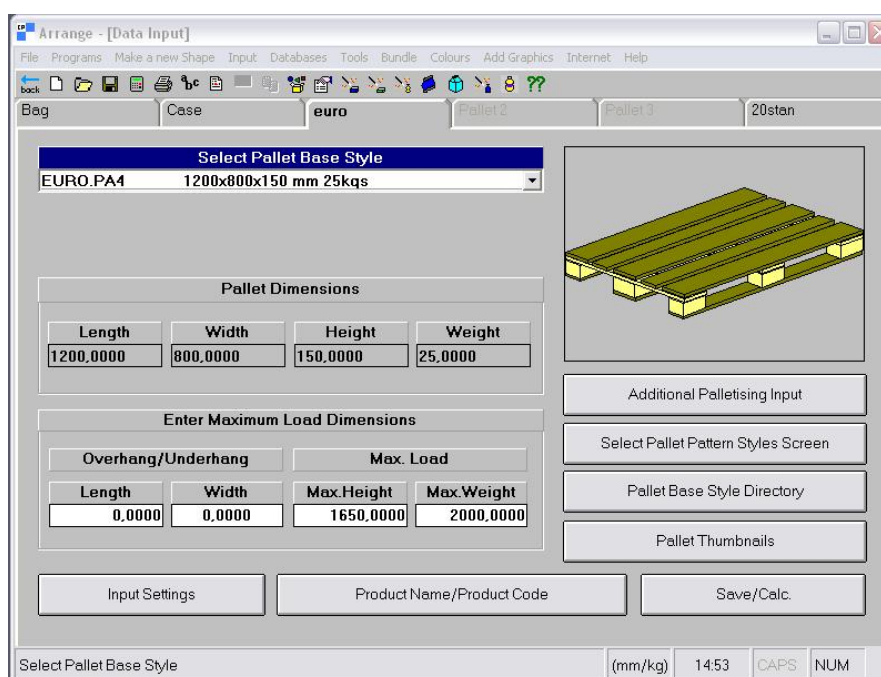 Arrange - [Data Input]
File Programs Make a new Shape Input Databases Tools Bundle Colours Add Graphics Internet Help
back abc ??
Bag Case euro Pallet 2 Pallet 3 20stan
Select Pallet Base Style
EURO.PA4 1200x800x150 mm 25kqs
Pallet Dimensions
Length Width Height Weight
1200,0000 800,0000 150,0000 25,0000
Enter Maximum Load Dimensions
Overhang/Underhang Max. Load
Length Width Max.Height Max.Weight
0,0000 0,0000 1650,0000 2000,0000
Additional Palletising Input
Select Pallet Pattern Styles Screen
Pallet Base Style Directory
Pallet Thumbnails
Input Settings Product Name/Product Code Save/Calc.
Select Pallet Base Style (mm/kg) 14:53 CAPS NUM